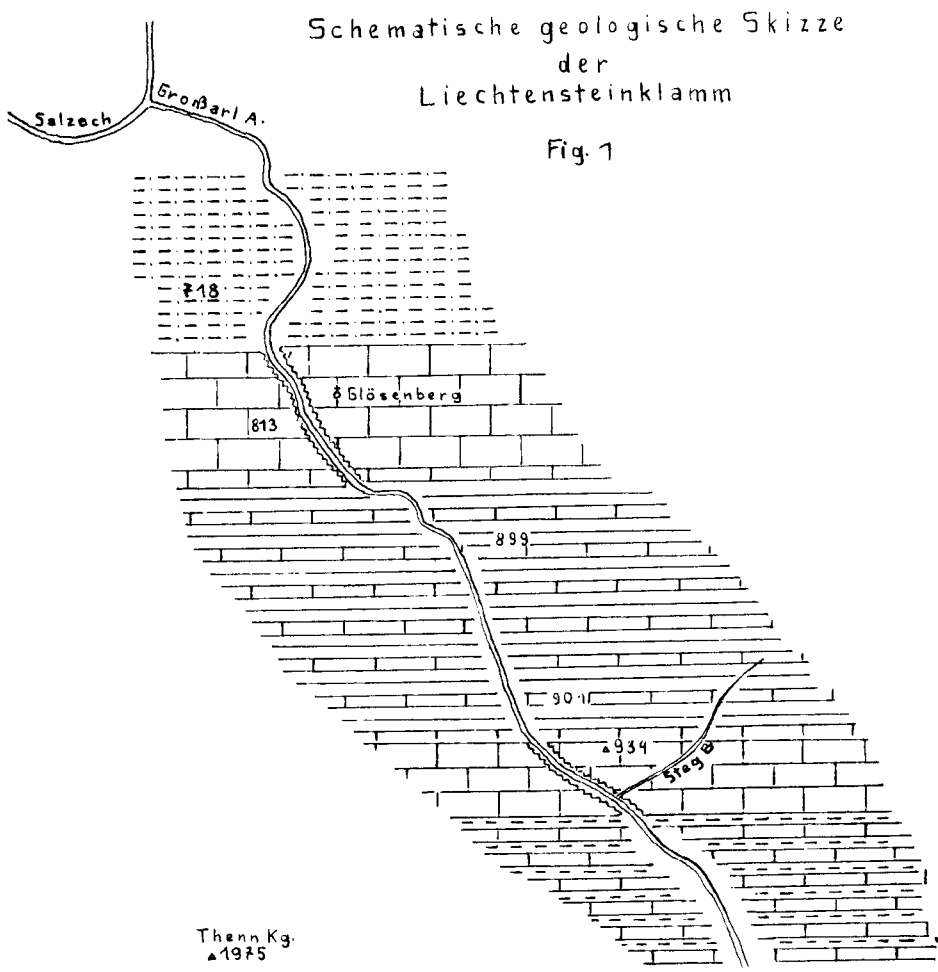 Schematische geologische Skizze
der
Liechtensteinklamm
Fig. 1
Großarl A.
Salzach
718
Glösenberg
813
899
901
934
Steg B
Thenn Kg.
1975